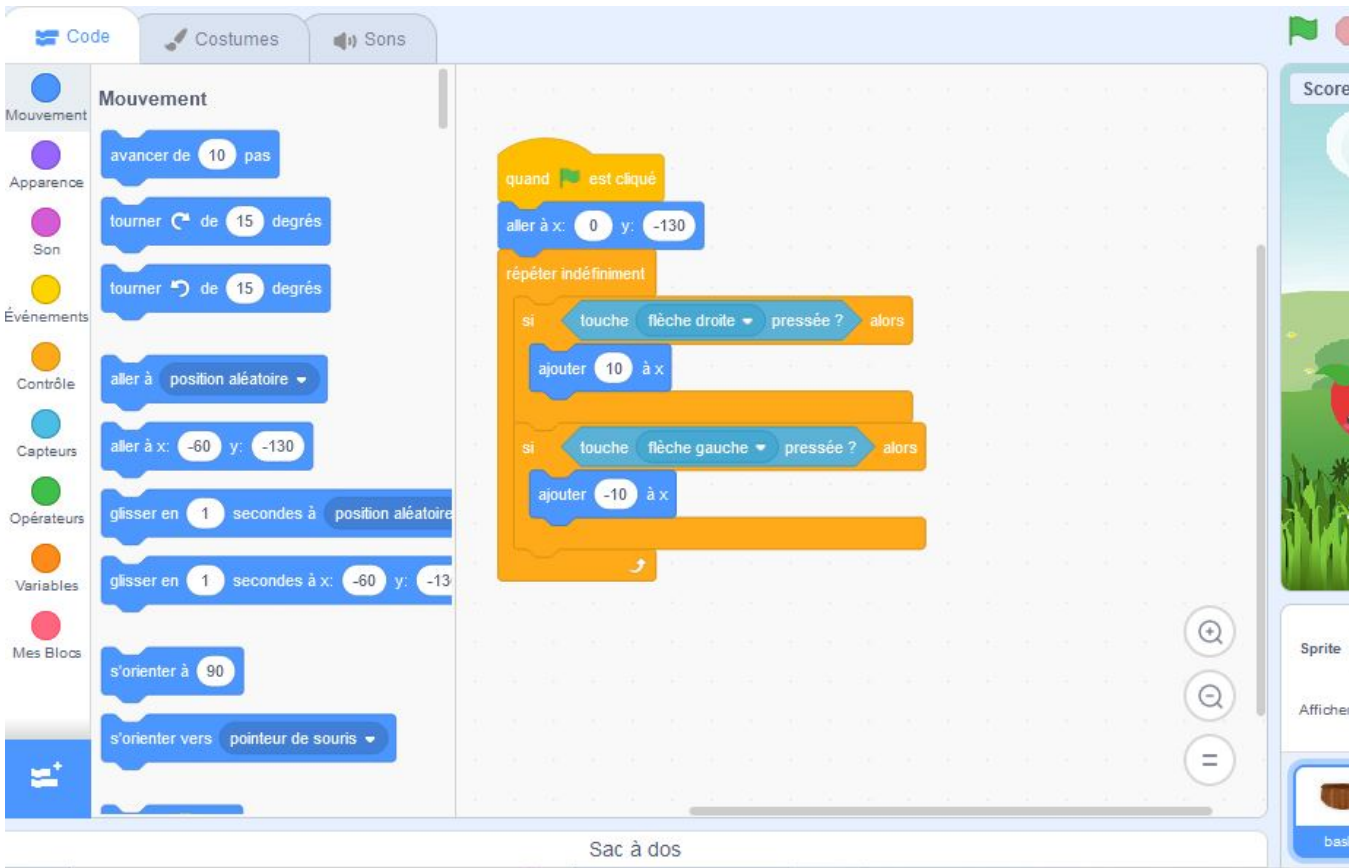 Code
Costumes
Sons
Mouvement
Apparence
Son
Événements
Contrôle
Capteurs
Opérateurs
Variables
Mes Blocs
Mouvement
avancer de 10 pas
tourner de 15 degrés
tourner de 15 degrés
aller à position aléatoire
aller à x: -60 y: -130
glisser en 1 secondes à position aléatoire
glisser en 1 secondes à x: -60 y: -13
s'orienter à 90
s'orienter vers pointeur de souris
quand est cliqué
aller à x: 0 y: -130
répéter indéfiniment
si touche flèche droite pressée ? alors
ajouter 10 à x
si touche flèche gauche pressée ? alors
ajouter -10 à x
Score
Sprite
Afficher
bas
Sac à dos